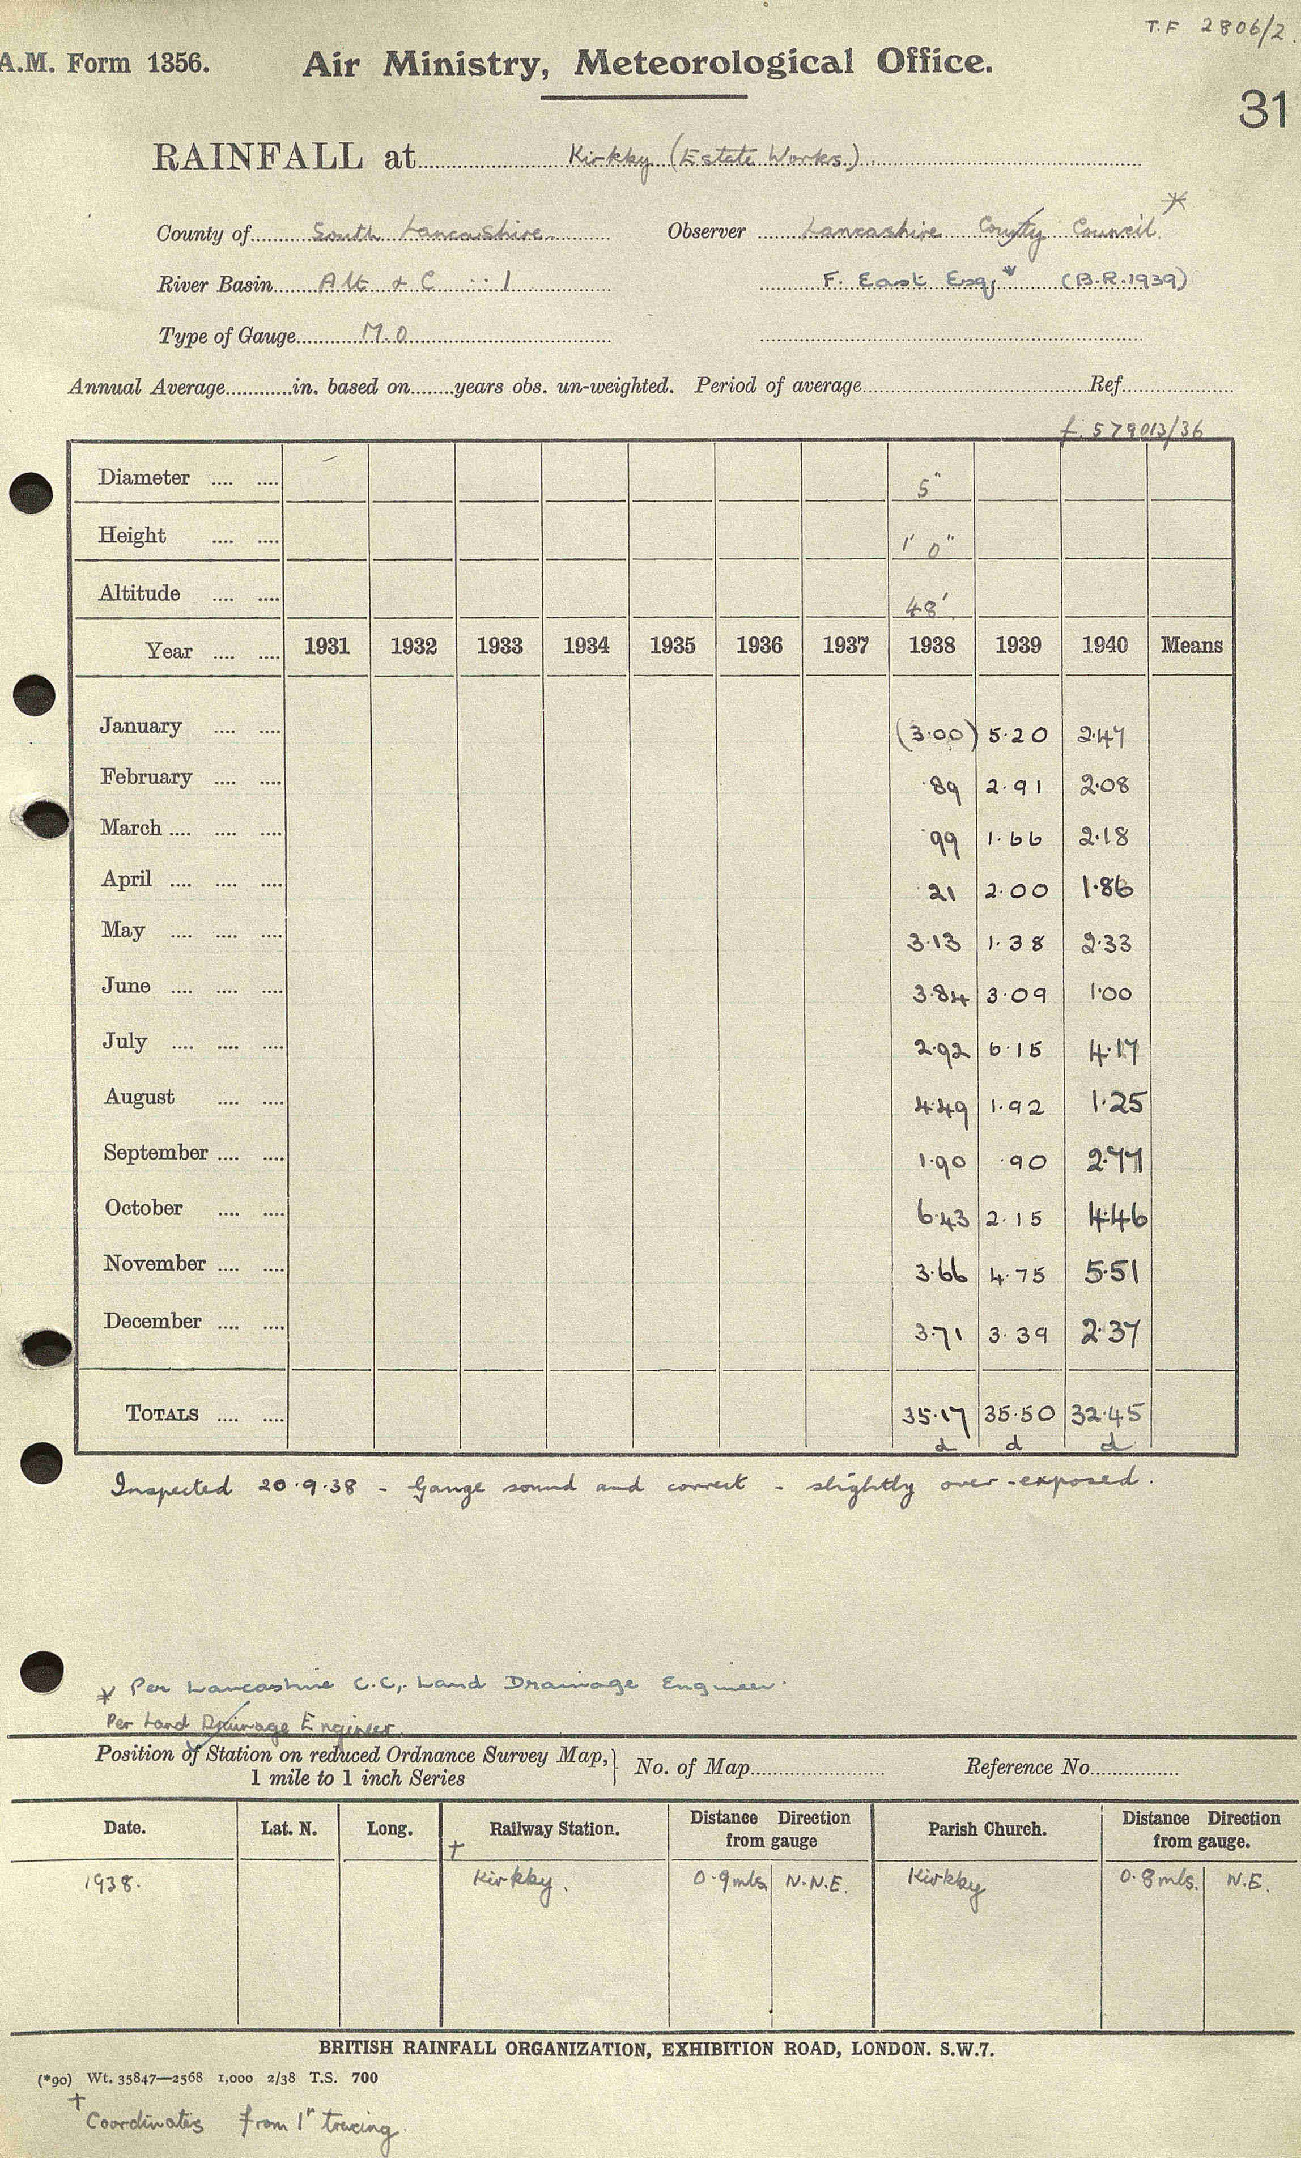 T.F 2806/2.
A.M. Form 1356. Air Ministry, Meteorological Office.
31
RAINFALL at Kirkby (Estate Works.)
County of South Lancashire Observer Lancashire County Council *
River Basin Alt & C 1 F. East Esq * (B.R.1939)
Type of Gauge M.O
Annual Average............in. based on.......years obs. un-weighted. Period of average Ref.
f. 579013/36
Diameter .... .... 5"
Height .... .... 1' 0"
Altitude .... .... 48'
Year .... .... 1931 1932 1933 1934 1935 1936 1937 1938 1939 1940 Means
January .... .... (3.00) 5.20 2.47
February .... .... .89 2.91 2.08
March .... .... .... .99 1.66 2.18
April .... .... .... .21 2.00 1.86
May .... .... .... 3.13 1.38 2.33
June .... .... .... 3.84 3.09 1.00
July .... .... .... 2.92 6.15 4.17
August .... .... 4.49 1.92 1.25
September .... .... 1.90 .90 2.77
October .... .... 6.43 2.15 4.46
November .... .... 3.66 4.75 5.51
December .... .... 3.71 3.39 2.37
TOTALS .... .... 35.17 35.50 32.45
d d d
Inspected 20.9.38 - Gauge sound and correct - slightly over-exposed.
* Per Lancashire C.C,. Land Drainage Engineer.
Per Land Drainage Engineer.
Position of Station on reduced Ordnance Survey Map, } No. of Map Reference No
1 mile to 1 inch Series
Date. Lat. N. Long. Railway Station. Distance Direction from gauge Parish Church. Distance Direction from gauge.
†
1938. Kirkby. 0.9mls N.N.E. Kirkby 0.8mls. N.E.
BRITISH RAINFALL ORGANIZATION, EXHIBITION ROAD, LONDON. S.W.7.
(*90) Wt. 35847—2568 1,000 2/38 T.S. 700
† Coordinates from 1" tracing.